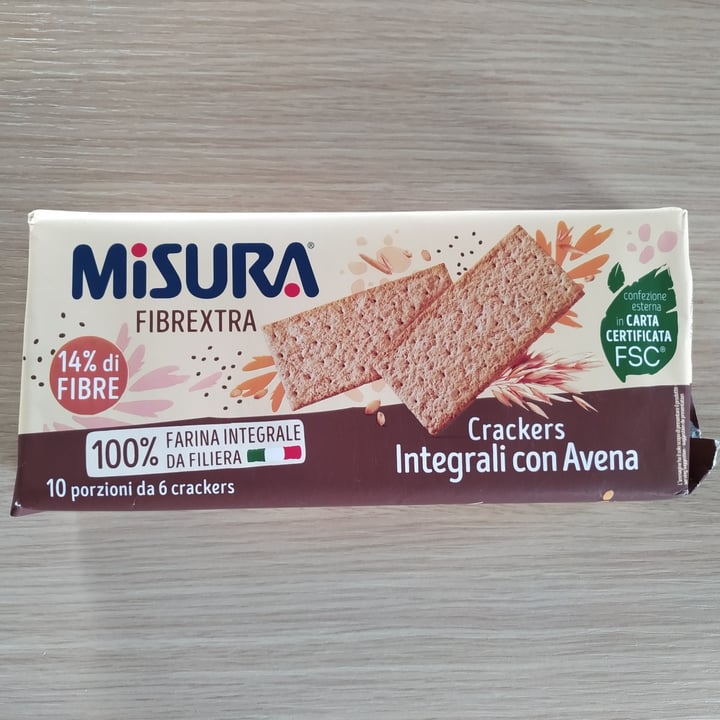 MiSURA®
FIBREXTRA
14% di
FIBRE
100% FARINA INTEGRALE
DA FILIERA
10 porzioni da 6 crackers
Crackers
Integrali con Avena
confezione
esterna
in CARTA
CERTIFICATA
FSC®